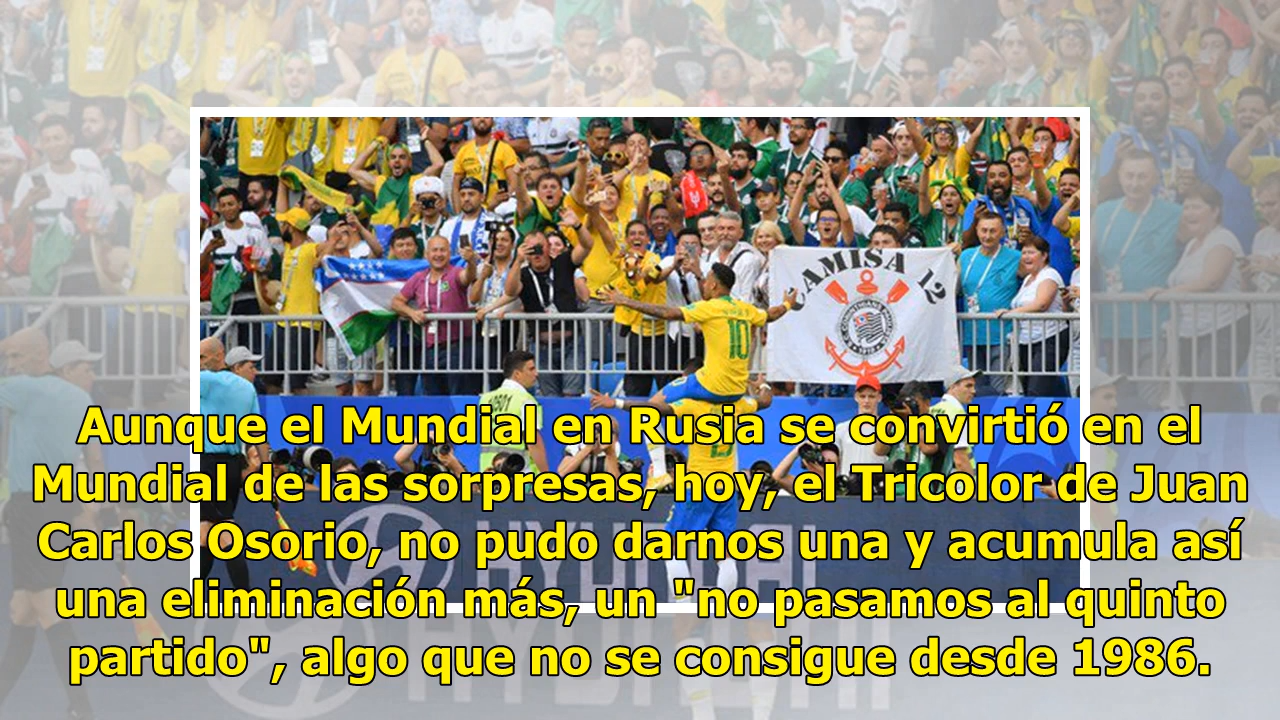 CAMISA 12
10
Aunque el Mundial en Rusia se convirtió en el
Mundial de las sorpresas, hoy, el Tricolor de Juan
Carlos Osorio, no pudo darnos una y acumula así
una eliminación más, un "no pasamos al quinto
partido", algo que no se consigue desde 1986.
HYUNDAI